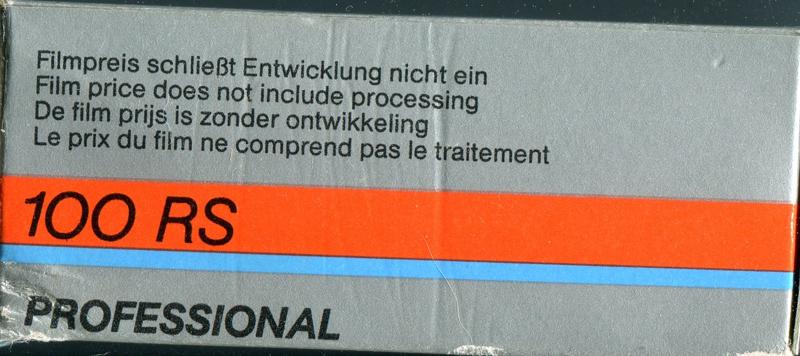 Filmpreis schließt Entwicklung nicht ein
Film price does not include processing
De film prijs is zonder ontwikkeling
Le prix du film ne comprend pas le traitement
100 RS
PROFESSIONAL